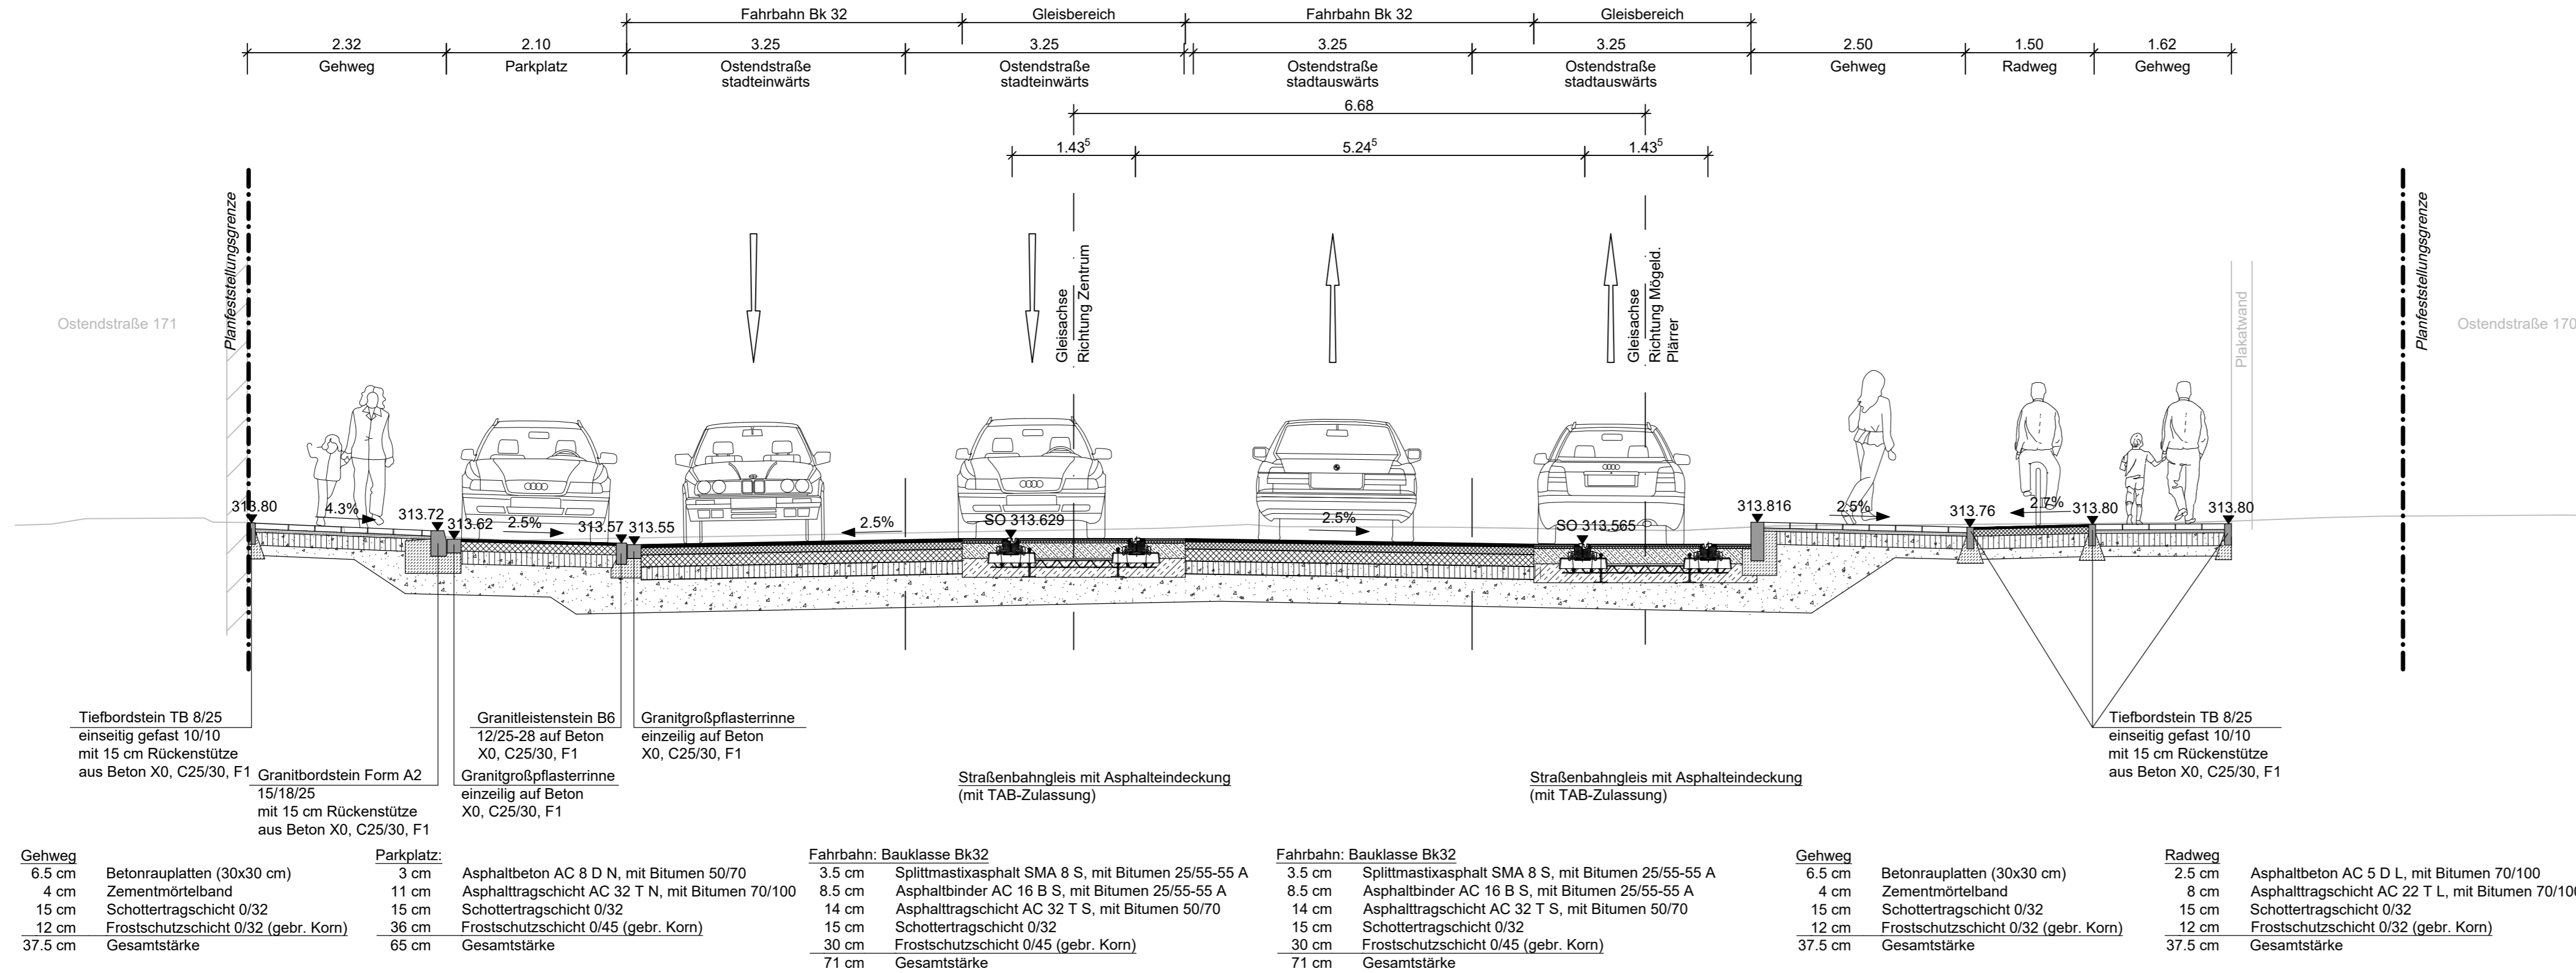 Fahrbahn Bk 32 Gleisbereich Fahrbahn Bk 32 Gleisbereich
2.32 2.10 3.25 3.25 3.25 3.25 2.50 1.50 1.62
Gehweg Parkplatz Ostendstraße Ostendstraße Ostendstraße Ostendstraße Gehweg Radweg Gehweg
stadteinwärts stadteinwärts stadtauswärts stadtauswärts
6.68
1.43⁵ 5.24⁵ 1.43⁵
Planfeststellungsgrenze
Ostendstraße 171
Gleisachse
Richtung Zentrum
Gleisachse
Richtung Mögeld.
Plärrer
Plakatwand
Planfeststellungsgrenze
Ostendstraße 170
313.80 4.3% 313.72 313.62 2.5% 313.57 313.55 2.5% SO 313.629 2.5% SO 313.565 313.816 2.5% 313.76 2.7% 313.80 313.80
Tiefbordstein TB 8/25
einseitig gefast 10/10
mit 15 cm Rückenstütze
aus Beton X0, C25/30, F1
Granitbordstein Form A2
15/18/25
mit 15 cm Rückenstütze
aus Beton X0, C25/30, F1
Granitleistenstein B6
12/25-28 auf Beton
X0, C25/30, F1
Granitgroßpflasterrinne
einzeilig auf Beton
X0, C25/30, F1
Granitgroßpflasterrinne
einzeilig auf Beton
X0, C25/30, F1
Straßenbahngleis mit Asphalteindeckung
(mit TAB-Zulassung)
Straßenbahngleis mit Asphalteindeckung
(mit TAB-Zulassung)
Tiefbordstein TB 8/25
einseitig gefast 10/10
mit 15 cm Rückenstütze
aus Beton X0, C25/30, F1
Gehweg
6.5 cm Betonrauplatten (30x30 cm)
4 cm Zementmörtelband
15 cm Schottertragschicht 0/32
12 cm Frostschutzschicht 0/32 (gebr. Korn)
37.5 cm Gesamtstärke
Parkplatz:
3 cm Asphaltbeton AC 8 D N, mit Bitumen 50/70
11 cm Asphalttragschicht AC 32 T N, mit Bitumen 70/100
15 cm Schottertragschicht 0/32
36 cm Frostschutzschicht 0/45 (gebr. Korn)
65 cm Gesamtstärke
Fahrbahn: Bauklasse Bk32
3.5 cm Splittmastixasphalt SMA 8 S, mit Bitumen 25/55-55 A
8.5 cm Asphaltbinder AC 16 B S, mit Bitumen 25/55-55 A
14 cm Asphalttragschicht AC 32 T S, mit Bitumen 50/70
15 cm Schottertragschicht 0/32
30 cm Frostschutzschicht 0/45 (gebr. Korn)
71 cm Gesamtstärke
Fahrbahn: Bauklasse Bk32
3.5 cm Splittmastixasphalt SMA 8 S, mit Bitumen 25/55-55 A
8.5 cm Asphaltbinder AC 16 B S, mit Bitumen 25/55-55 A
14 cm Asphalttragschicht AC 32 T S, mit Bitumen 50/70
15 cm Schottertragschicht 0/32
30 cm Frostschutzschicht 0/45 (gebr. Korn)
71 cm Gesamtstärke
Gehweg
6.5 cm Betonrauplatten (30x30 cm)
4 cm Zementmörtelband
15 cm Schottertragschicht 0/32
12 cm Frostschutzschicht 0/32 (gebr. Korn)
37.5 cm Gesamtstärke
Radweg
2.5 cm Asphaltbeton AC 5 D L, mit Bitumen 70/100
8 cm Asphalttragschicht AC 22 T L, mit Bitumen 70/100
15 cm Schottertragschicht 0/32
12 cm Frostschutzschicht 0/32 (gebr. Korn)
37.5 cm Gesamtstärke